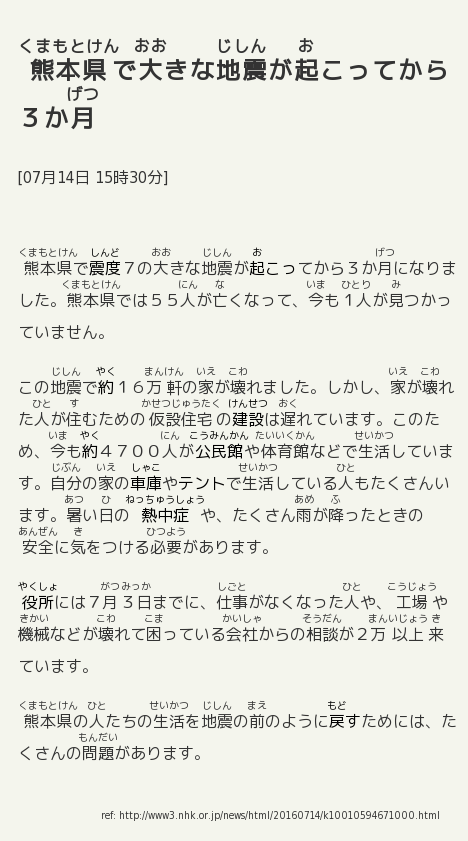 くまもとけん おお じしん お
熊本県で大きな地震が起こってから
げつ
３か月
[07月14日 15時30分]
くまもとけん しんど おお じしん お げつ
熊本県で震度７の大きな地震が起こってから３か月になりま
くまもとけん にん な いま ひとり み
した。熊本県では５５人が亡くなって、今も１人が見つかっ
ていません。
じしん やく まんけん いえ こわ いえ こわ
この地震で約１６万軒の家が壊れました。しかし、家が壊れ
ひと す かせつじゅうたく けんせつ おく
た人が住むための仮設住宅の建設は遅れています。このた
いま やく にん こうみんかん たいいくかん せいかつ
め、今も約４７００人が公民館や体育館などで生活していま
じぶん いえ しゃこ せいかつ ひと
す。自分の家の車庫やテントで生活している人もたくさんい
あつ ひ ねっちゅうしょう あめ ふ
ます。暑い日の熱中症や、たくさん雨が降ったときの
あんぜん き ひつよう
安全に気をつける必要があります。
やくしょ がつみっか しごと ひと こうじょう
役所には７月３日までに、仕事がなくなった人や、工場や
きかい こわ こま かいしゃ そうだん まんいじょう き
機械などが壊れて困っている会社からの相談が２万以上来
ています。
くまもとけん ひと せいかつ じしん まえ もど
熊本県の人たちの生活を地震の前のように戻すためには、た
もんだい
くさんの問題があります。
ref: http://www3.nhk.or.jp/news/html/20160714/k10010594671000.html